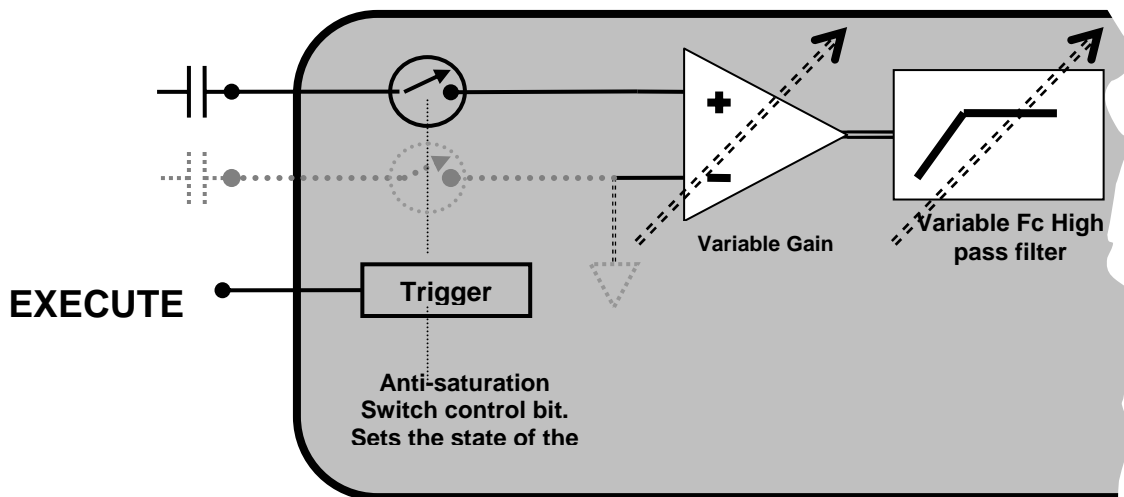 +
−
Variable Gain
Variable Fc High
pass filter
EXECUTE
Trigger
Anti-saturation
Switch control bit.
Sets the state of the